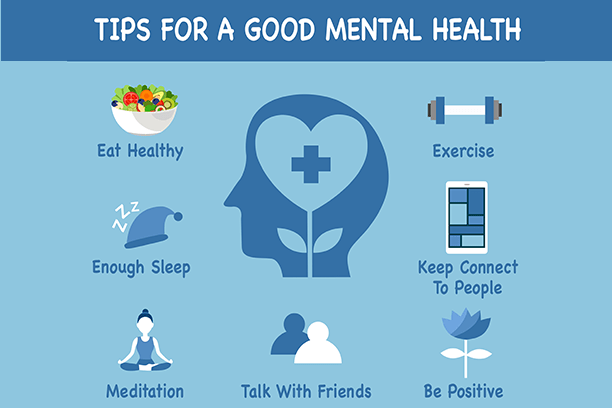 TIPS FOR A GOOD MENTAL HEALTH
Eat Healthy
Exercise
Z Z Z
Enough Sleep
Keep Connect
To People
Meditation
Talk With Friends
Be Positive